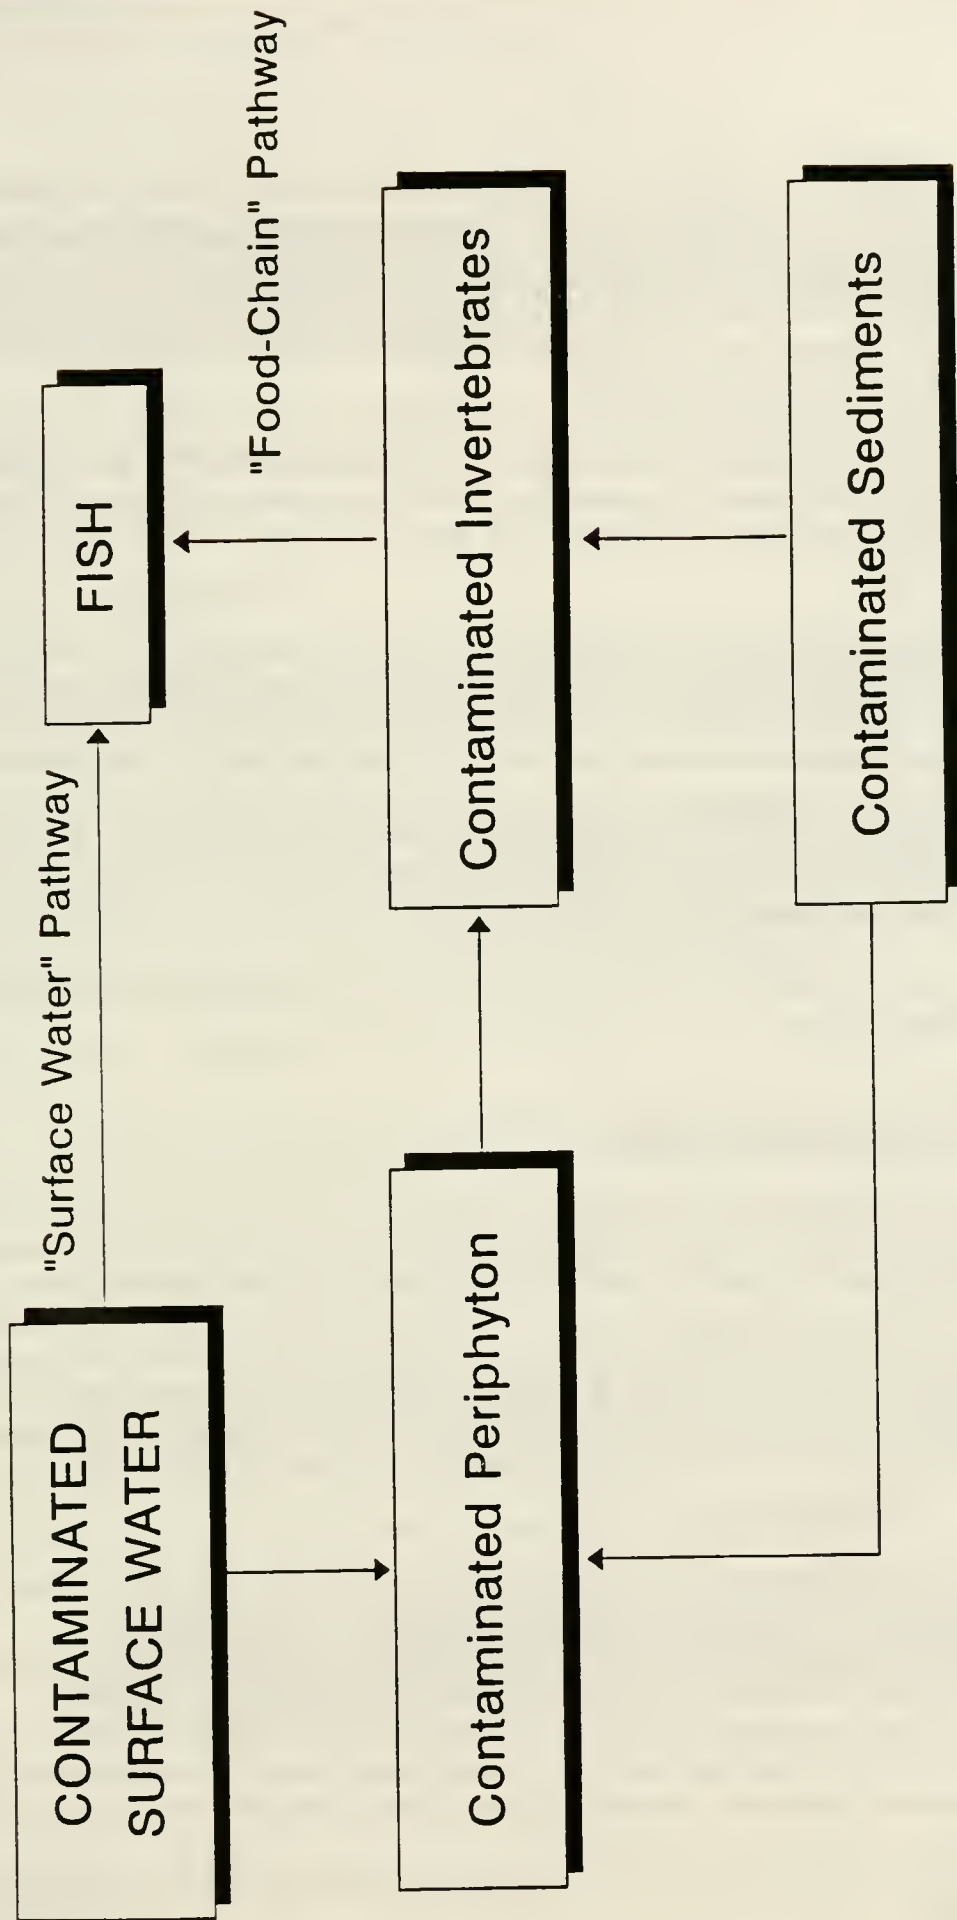 CONTAMINATED
SURFACE WATER
"Surface Water" Pathway
FISH
"Food-Chain" Pathway
Contaminated Periphyton
Contaminated Invertebrates
Contaminated Sediments